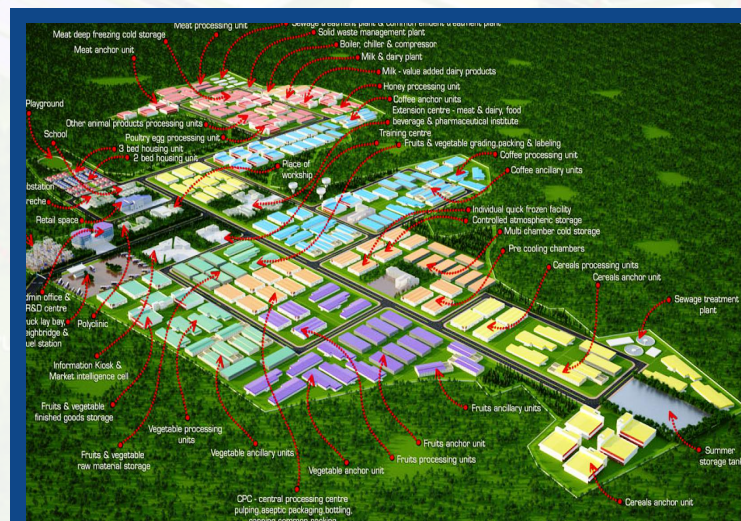 Meat processing unit
Sewage treatment plant & common effluent treatment plant
Meat deep freezing cold storage
Solid waste management plant
Boiler, chiller & compressor
Meat anchor unit
Milk & dairy plant
Milk - value added dairy products
Honey processing unit
Playground
Coffee anchor units
Other animal products processing units
Extension centre - meat & dairy, food
beverage & pharmaceutical institute
School
Poultry egg processing unit
Training centre
3 bed housing unit
Fruits & vegetable grading,packing & labeling
2 bed housing unit
Place of
workship
Coffee processing unit
Coffee ancillary units
bstation
reche
Retail space
Individual quick frozen facility
Controlled atmospheric storage
Multi chamber cold storage
Pre cooling chambers
Cereals processing units
Cereals anchor unit
dmin office &
R&D centre
Polyclinic
Sewage treatment
plant
uck lay bay,
eighbridge &
uel station
Information Kiosk &
Market intelligence cell
Fruits & vegetable
finished goods storage
Vegetable processing
units
Fruits ancillary units
Fruits & vegetable
raw material storage
Vegetable ancillary units
Vegetable anchor unit
Fruits anchor unit
Fruits processing units
Summer
storage tank
CPC - central processing centre
pulping,aseptic packaging,bottling,
Cereals anchor unit